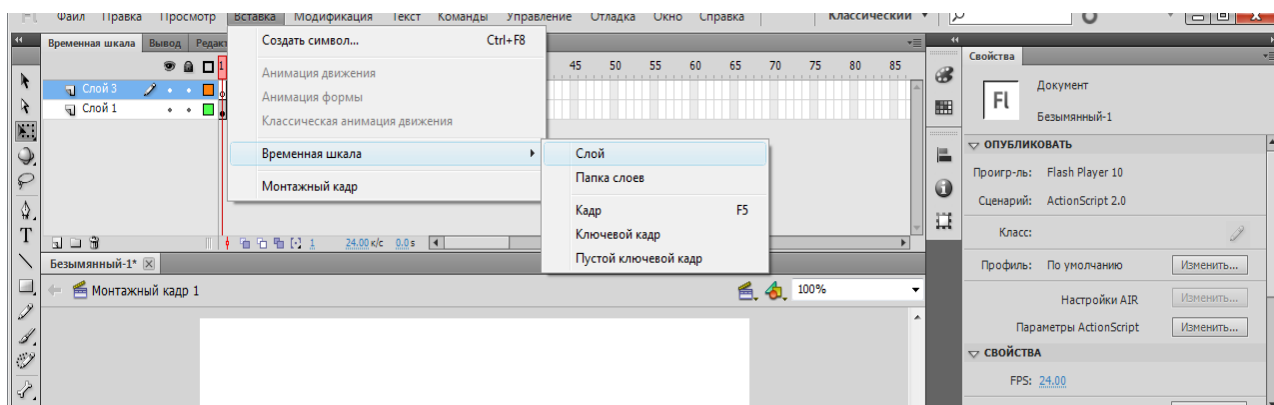 Файл Правка Просмотр Вставка Модификация Текст Команды Управление Отладка Окно Справка Классический
Временная шкала Вывод Редакт
Создать символ... Ctrl+F8
Анимация движения
Анимация формы
Классическая анимация движения
Временная шкала
Монтажный кадр
Слой
Папка слоев
Кадр F5
Ключевой кадр
Пустой ключевой кадр
1 45 50 55 60 65 70 75 80 85
Слой 3
Слой 1
1 24.00 к/с 0.0 s
Безымянный-1*
Монтажный кадр 1 100%
T
Свойства
Fl
Документ
Безымянный-1
ОПУБЛИКОВАТЬ
Проигр-ль: Flash Player 10
Сценарий: ActionScript 2.0
Класс:
Профиль: По умолчанию Изменить...
Настройки AIR Изменить...
Параметры ActionScript Изменить...
СВОЙСТВА
FPS: 24.00